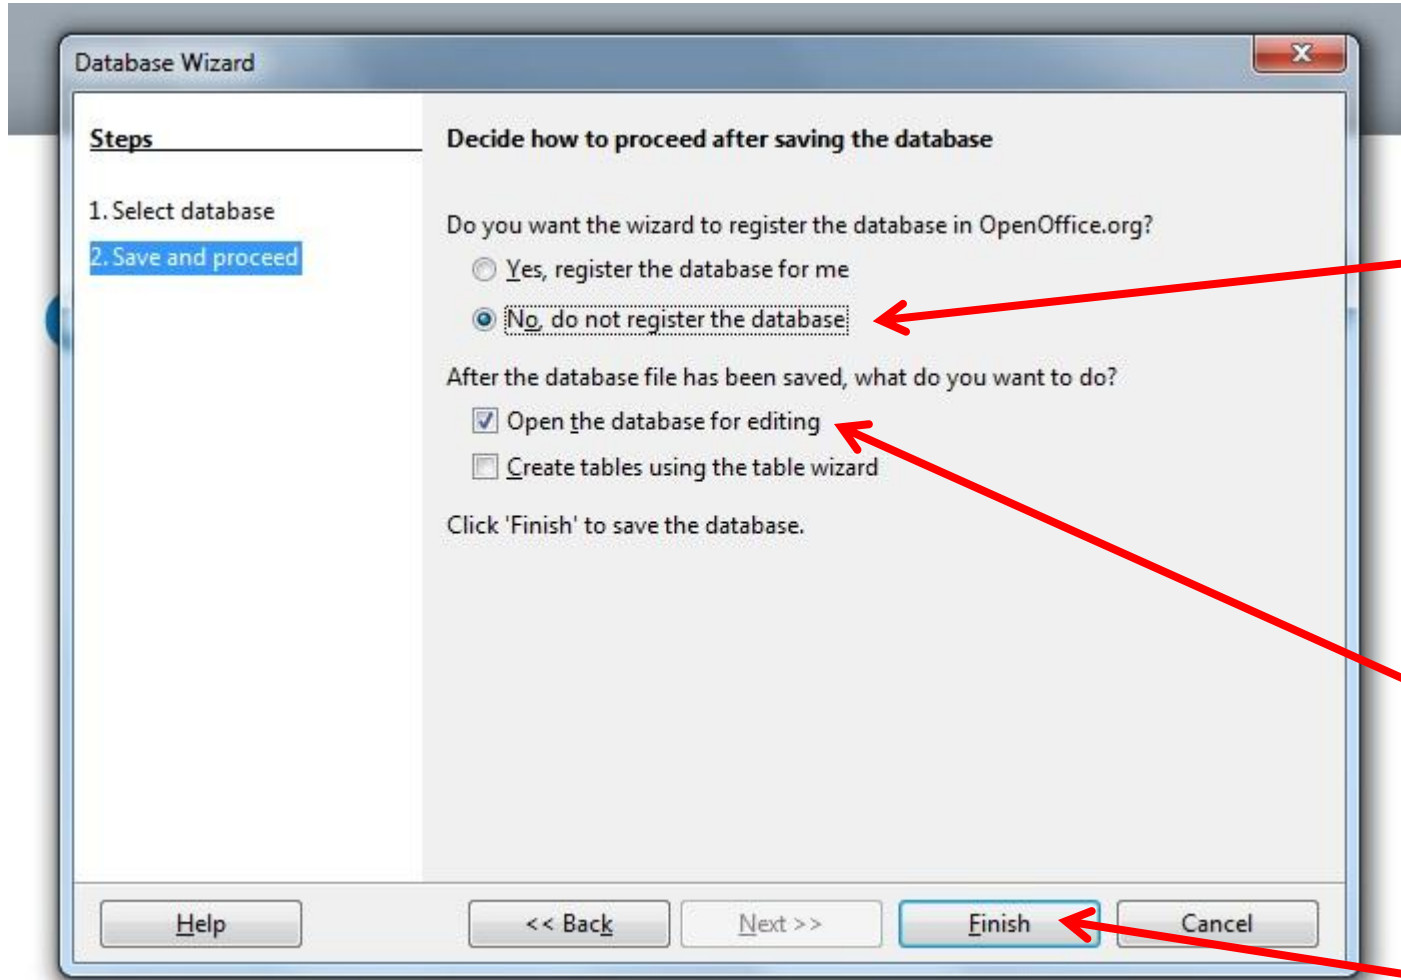 Database Wizard
Steps
1. Select database
2. Save and proceed
Decide how to proceed after saving the database
Do you want the wizard to register the database in OpenOffice.org?
Yes, register the database for me
No, do not register the database
After the database file has been saved, what do you want to do?
Open the database for editing
Create tables using the table wizard
Click 'Finish' to save the database.
Help
<< Back
Next >>
Finish
Cancel